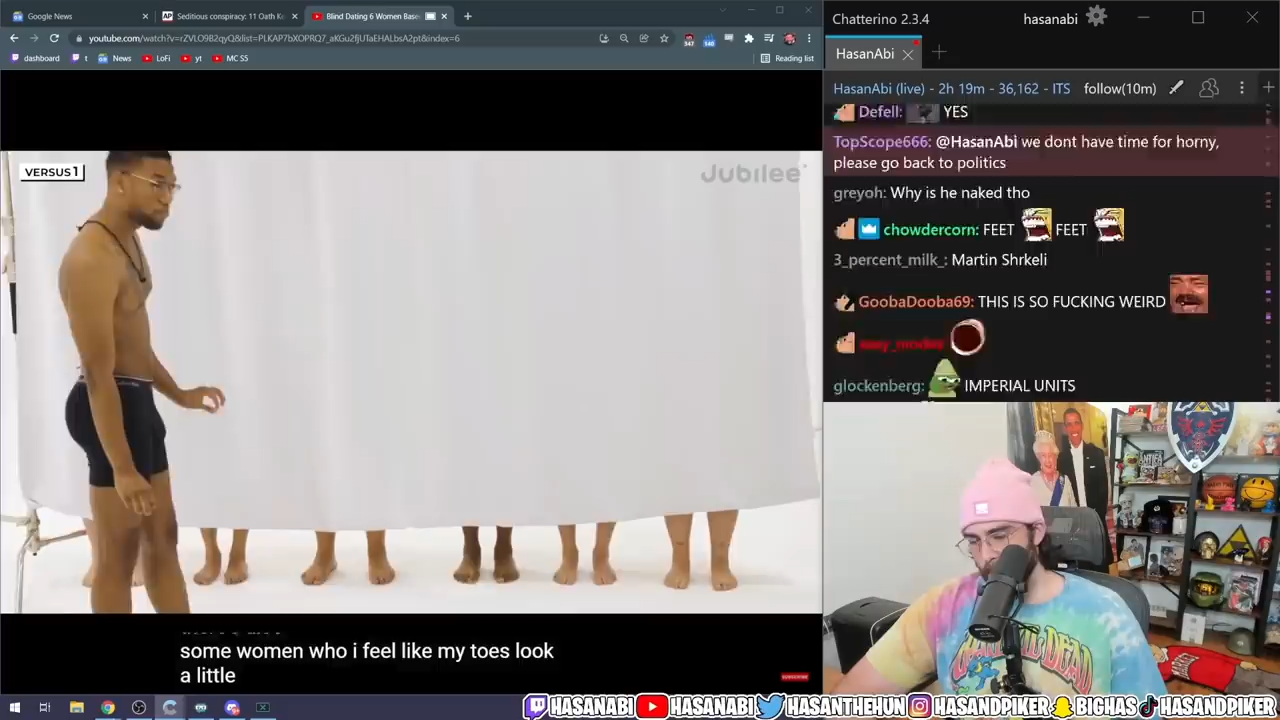 Google News
Seditious conspiracy: 11 Oath Ke
Blind Dating 6 Women Base
youtube.com/watch?v=rZVLO9B2qyQ&list=PLKAP7bXOPRQ7_aKGu2fjUTaEHALbsA2pt&index=6
dashboard
t
News
LoFi
yt
MC SS
Reading list
VERSUS 1
Jubilee
some women who i feel like my toes look
a little
SUBSCRIBE
Chatterino 2.3.4
hasanabi
HasanAbi
HasanAbi (live) - 2h 19m - 36,162 - ITS
follow(10m)
Defell: YES
TopScope666: @HasanAbi we dont have time for horny,
please go back to politics
greyoh: Why is he naked tho
chowdercorn: FEET FEET
3_percent_milk_: Martin Shrkeli
GoobaDooba69: THIS IS SO FUCKING WEIRD
glockenberg: IMPERIAL UNITS
HASANABI
HASANABI
HASANTHEHUN
HASANDPIKER
BIGHAS
HASANDPIKER